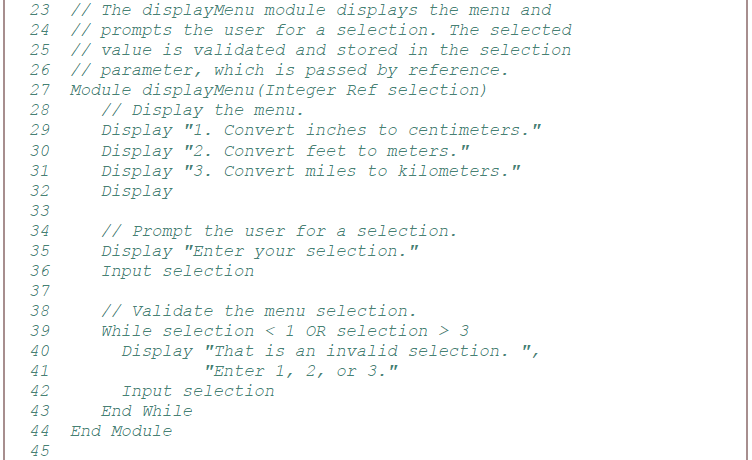 23 // The displayMenu module displays the menu and
24 // prompts the user for a selection. The selected
25 // value is validated and stored in the selection
26 // parameter, which is passed by reference.
27 Module displayMenu(Integer Ref selection)
28    // Display the menu.
29    Display "1. Convert inches to centimeters."
30    Display "2. Convert feet to meters."
31    Display "3. Convert miles to kilometers."
32    Display
33
34    // Prompt the user for a selection.
35    Display "Enter your selection."
36    Input selection
37
38    // Validate the menu selection.
39    While selection < 1 OR selection > 3
40      Display "That is an invalid selection. ",
41              "Enter 1, 2, or 3."
42      Input selection
43    End While
44 End Module
45